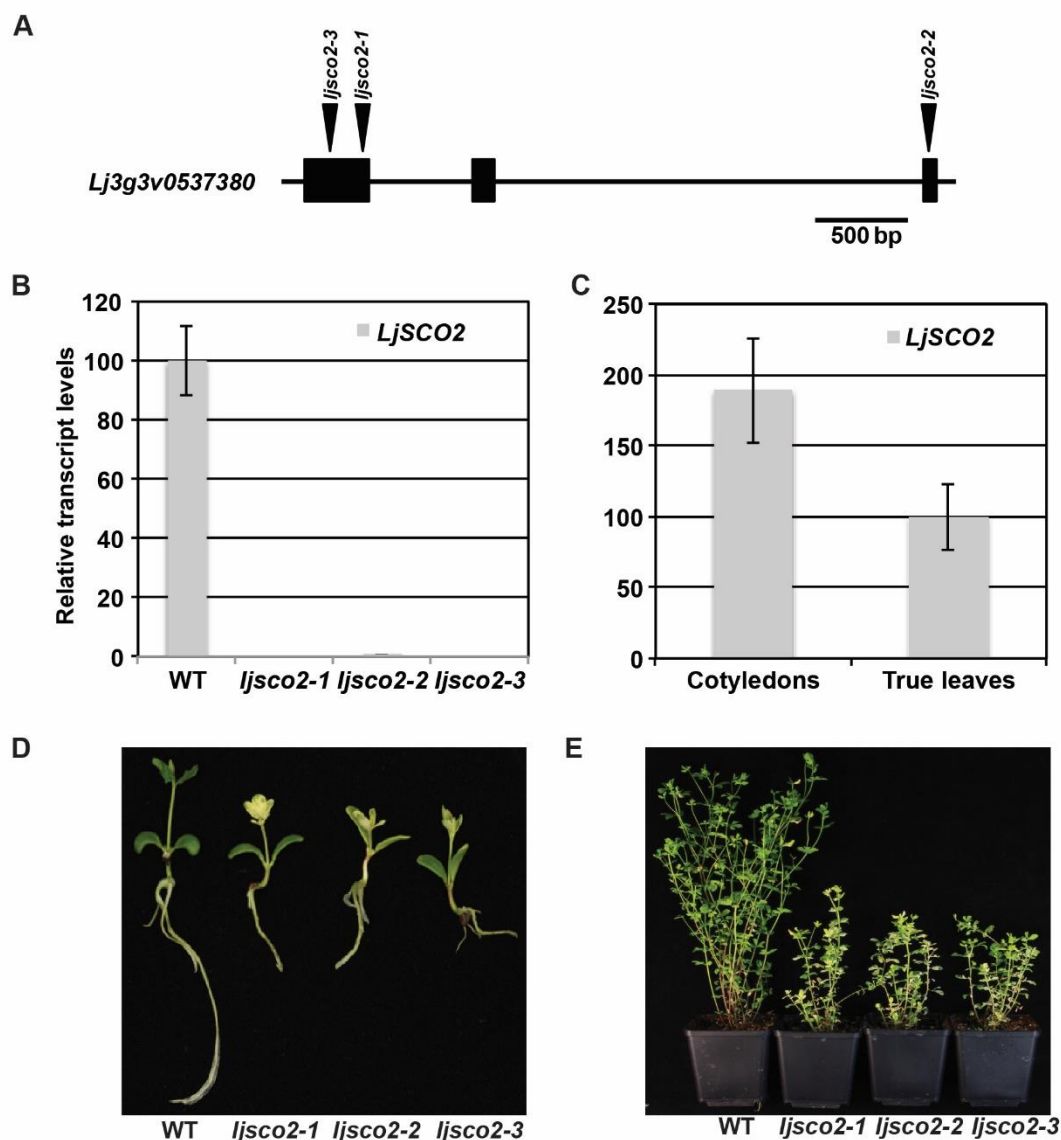 A
ljsco2-3
ljsco2-1
ljsco2-2
Lj3g3v0537380
500 bp
B
120
100
80
60
40
20
0
Relative transcript levels
LjSCO2
WT ljsco2-1 ljsco2-2 ljsco2-3
C
250
200
150
100
50
0
LjSCO2
Cotyledons True leaves
D
WT ljsco2-1 ljsco2-2 ljsco2-3
E
WT ljsco2-1 ljsco2-2 ljsco2-3